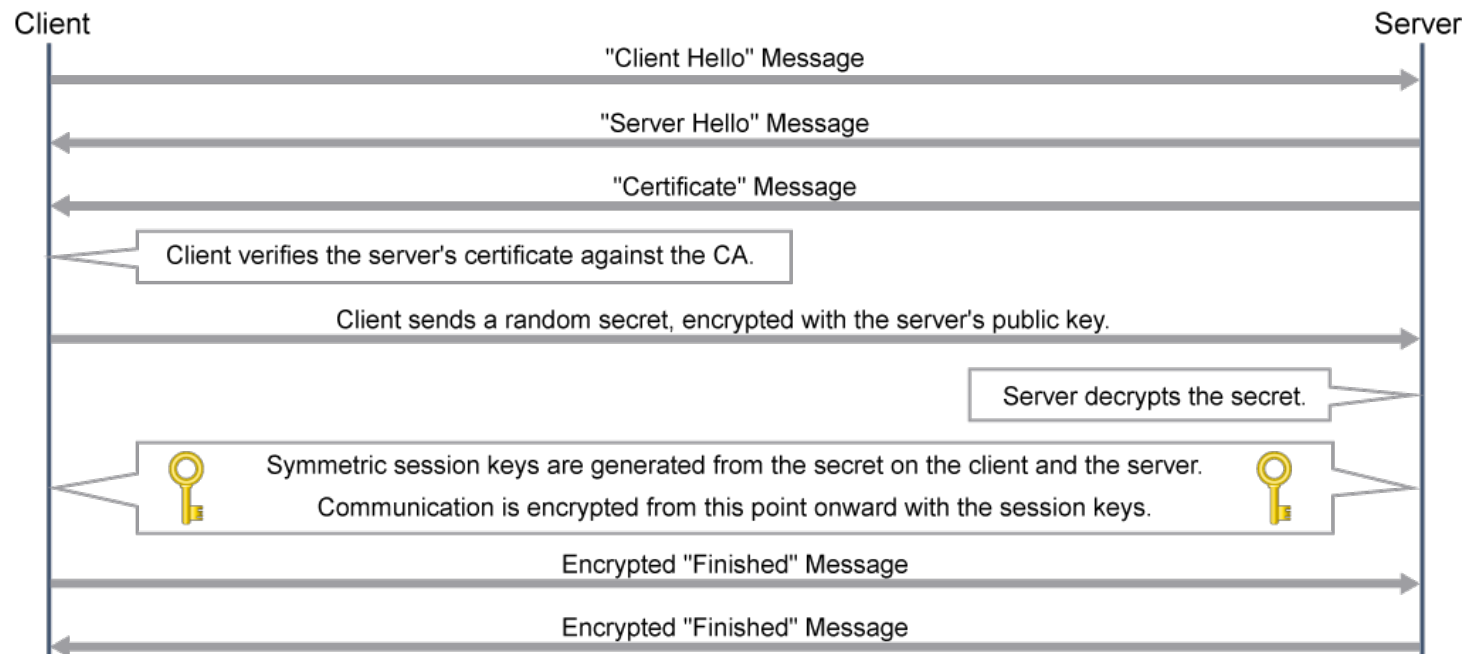 Client
Server
"Client Hello" Message
"Server Hello" Message
"Certificate" Message
Client verifies the server's certificate against the CA.
Client sends a random secret, encrypted with the server's public key.
Server decrypts the secret.
Symmetric session keys are generated from the secret on the client and the server.
Communication is encrypted from this point onward with the session keys.
Encrypted "Finished" Message
Encrypted "Finished" Message